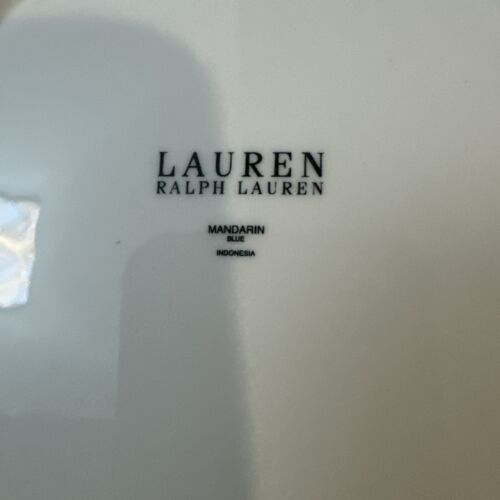 LAUREN
RALPH LAUREN
MANDARIN
BLUE
INDONESIA